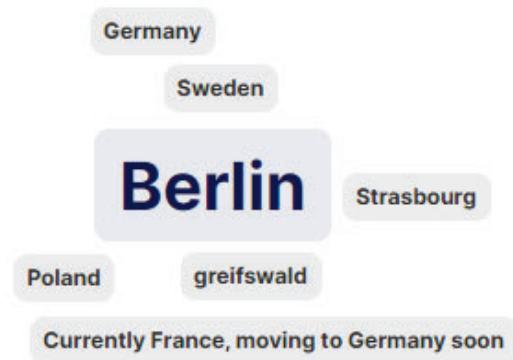 Germany
Sweden
Berlin
Strasbourg
Poland
greifswald
Currently France, moving to Germany soon